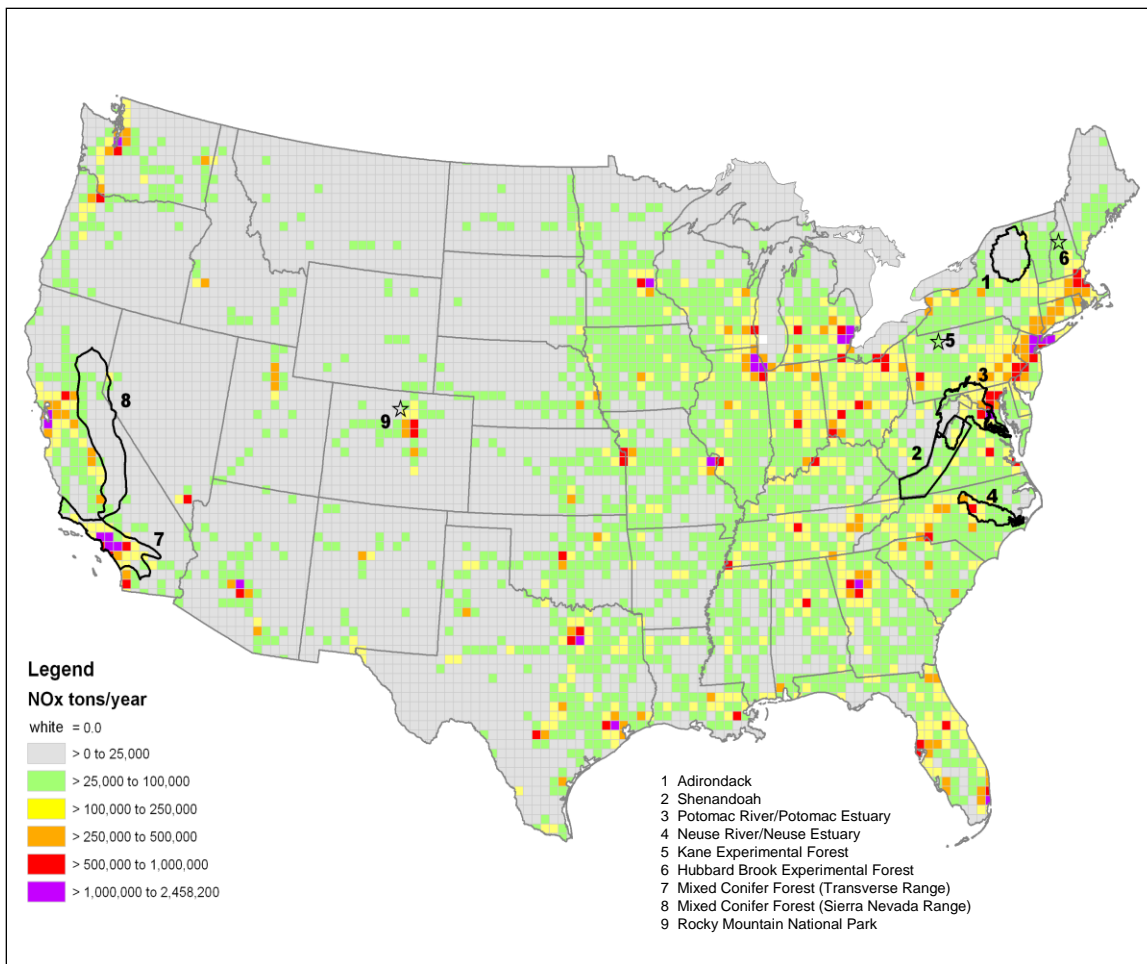 1
6
5
3
8
9
2
4
7
Legend
NOx tons/year
white = 0.0
> 0 to 25,000
> 25,000 to 100,000
> 100,000 to 250,000
> 250,000 to 500,000
> 500,000 to 1,000,000
> 1,000,000 to 2,458,200
1 Adirondack
2 Shenandoah
3 Potomac River/Potomac Estuary
4 Neuse River/Neuse Estuary
5 Kane Experimental Forest
6 Hubbard Brook Experimental Forest
7 Mixed Conifer Forest (Transverse Range)
8 Mixed Conifer Forest (Sierra Nevada Range)
9 Rocky Mountain National Park